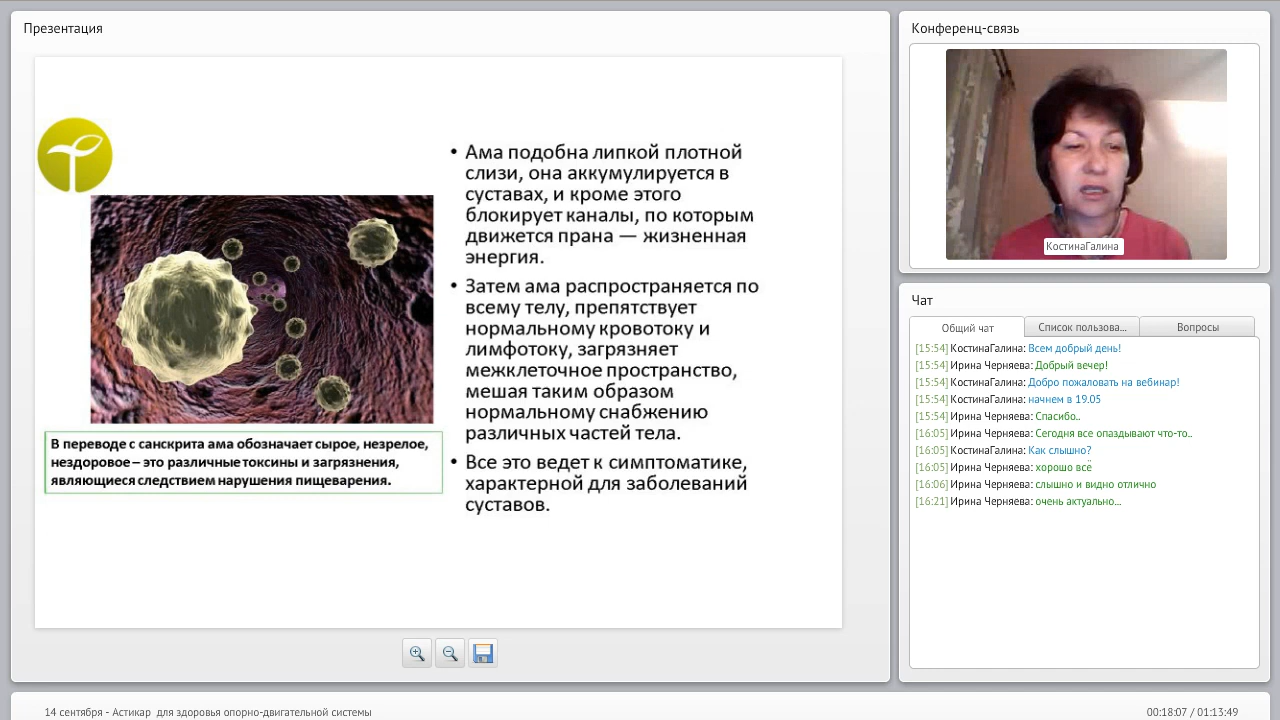 Презентация
Ама подобна липкой плотной
слизи, она аккумулируется в
суставах, и кроме этого
блокирует каналы, по которым
движется прана — жизненная
энергия.
Затем ама распространяется по
всему телу, препятствует
нормальному кровотоку и
лимфотоку, загрязняет
межклеточное пространство,
мешая таким образом
нормальному снабжению
различных частей тела.
Все это ведет к симптоматике,
характерной для заболеваний
суставов.
В переводе с санскрита ама обозначает сырое, незрелое,
нездоровое – это различные токсины и загрязнения,
являющиеся следствием нарушения пищеварения.
Конференц-связь
КостинаГалина
Чат
Общий чат
Список пользова...
Вопросы
[15:54] КостинаГалина: Всем добрый день!
[15:54] Ирина Черняева: Добрый вечер!
[15:54] КостинаГалина: Добро пожаловать на вебинар!
[15:54] КостинаГалина: начнем в 19.05
[15:54] Ирина Черняева: Спасибо..
[16:05] Ирина Черняева: Сегодня все опаздывают что-то..
[16:05] КостинаГалина: Как слышно?
[16:05] Ирина Черняева: хорошо всё
[16:06] Ирина Черняева: слышно и видно отлично
[16:21] Ирина Черняева: очень актуально...
14 сентября - Астикар для здоровья опорно-двигательной системы
00:18:07 / 01:13:49